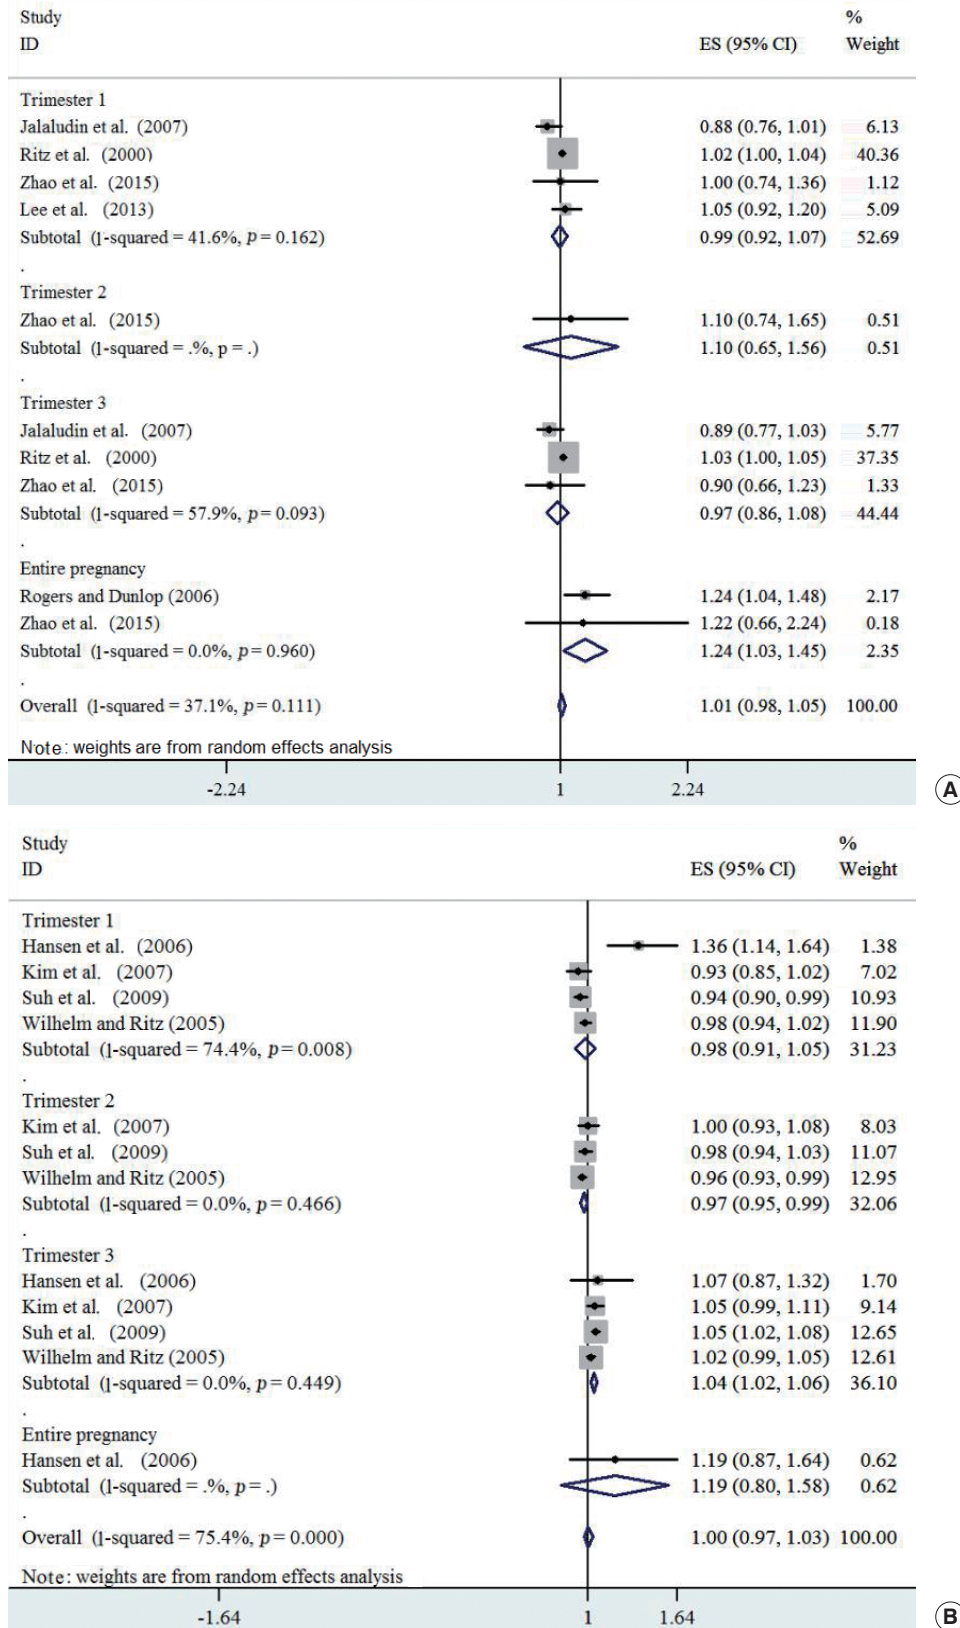 Study %
ID ES (95% CI) Weight
Trimester 1
Jalaludin et al. (2007) 0.88 (0.76, 1.01) 6.13
Ritz et al. (2000) 1.02 (1.00, 1.04) 40.36
Zhao et al. (2015) 1.00 (0.74, 1.36) 1.12
Lee et al. (2013) 1.05 (0.92, 1.20) 5.09
Subtotal (I-squared = 41.6%, p = 0.162) 0.99 (0.92, 1.07) 52.69
.
Trimester 2
Zhao et al. (2015) 1.10 (0.74, 1.65) 0.51
Subtotal (I-squared = .%, p = .) 1.10 (0.65, 1.56) 0.51
.
Trimester 3
Jalaludin et al. (2007) 0.89 (0.77, 1.03) 5.77
Ritz et al. (2000) 1.03 (1.00, 1.05) 37.35
Zhao et al. (2015) 0.90 (0.66, 1.23) 1.33
Subtotal (I-squared = 57.9%, p = 0.093) 0.97 (0.86, 1.08) 44.44
.
Entire pregnancy
Rogers and Dunlop (2006) 1.24 (1.04, 1.48) 2.17
Zhao et al. (2015) 1.22 (0.66, 2.24) 0.18
Subtotal (I-squared = 0.0%, p = 0.960) 1.24 (1.03, 1.45) 2.35
.
Overall (I-squared = 37.1%, p = 0.111) 1.01 (0.98, 1.05) 100.00
Note: weights are from random effects analysis
-2.24 1 2.24
A
Study %
ID ES (95% CI) Weight
Trimester 1
Hansen et al. (2006) 1.36 (1.14, 1.64) 1.38
Kim et al. (2007) 0.93 (0.85, 1.02) 7.02
Suh et al. (2009) 0.94 (0.90, 0.99) 10.93
Wilhelm and Ritz (2005) 0.98 (0.94, 1.02) 11.90
Subtotal (I-squared = 74.4%, p = 0.008) 0.98 (0.91, 1.05) 31.23
.
Trimester 2
Kim et al. (2007) 1.00 (0.93, 1.08) 8.03
Suh et al. (2009) 0.98 (0.94, 1.03) 11.07
Wilhelm and Ritz (2005) 0.96 (0.93, 0.99) 12.95
Subtotal (I-squared = 0.0%, p = 0.466) 0.97 (0.95, 0.99) 32.06
.
Trimester 3
Hansen et al. (2006) 1.07 (0.87, 1.32) 1.70
Kim et al. (2007) 1.05 (0.99, 1.11) 9.14
Suh et al. (2009) 1.05 (1.02, 1.08) 12.65
Wilhelm and Ritz (2005) 1.02 (0.99, 1.05) 12.61
Subtotal (I-squared = 0.0%, p = 0.449) 1.04 (1.02, 1.06) 36.10
.
Entire pregnancy
Hansen et al. (2006) 1.19 (0.87, 1.64) 0.62
Subtotal (I-squared = .%, p = .) 1.19 (0.80, 1.58) 0.62
.
Overall (I-squared = 75.4%, p = 0.000) 1.00 (0.97, 1.03) 100.00
Note: weights are from random effects analysis
-1.64 1 1.64
B